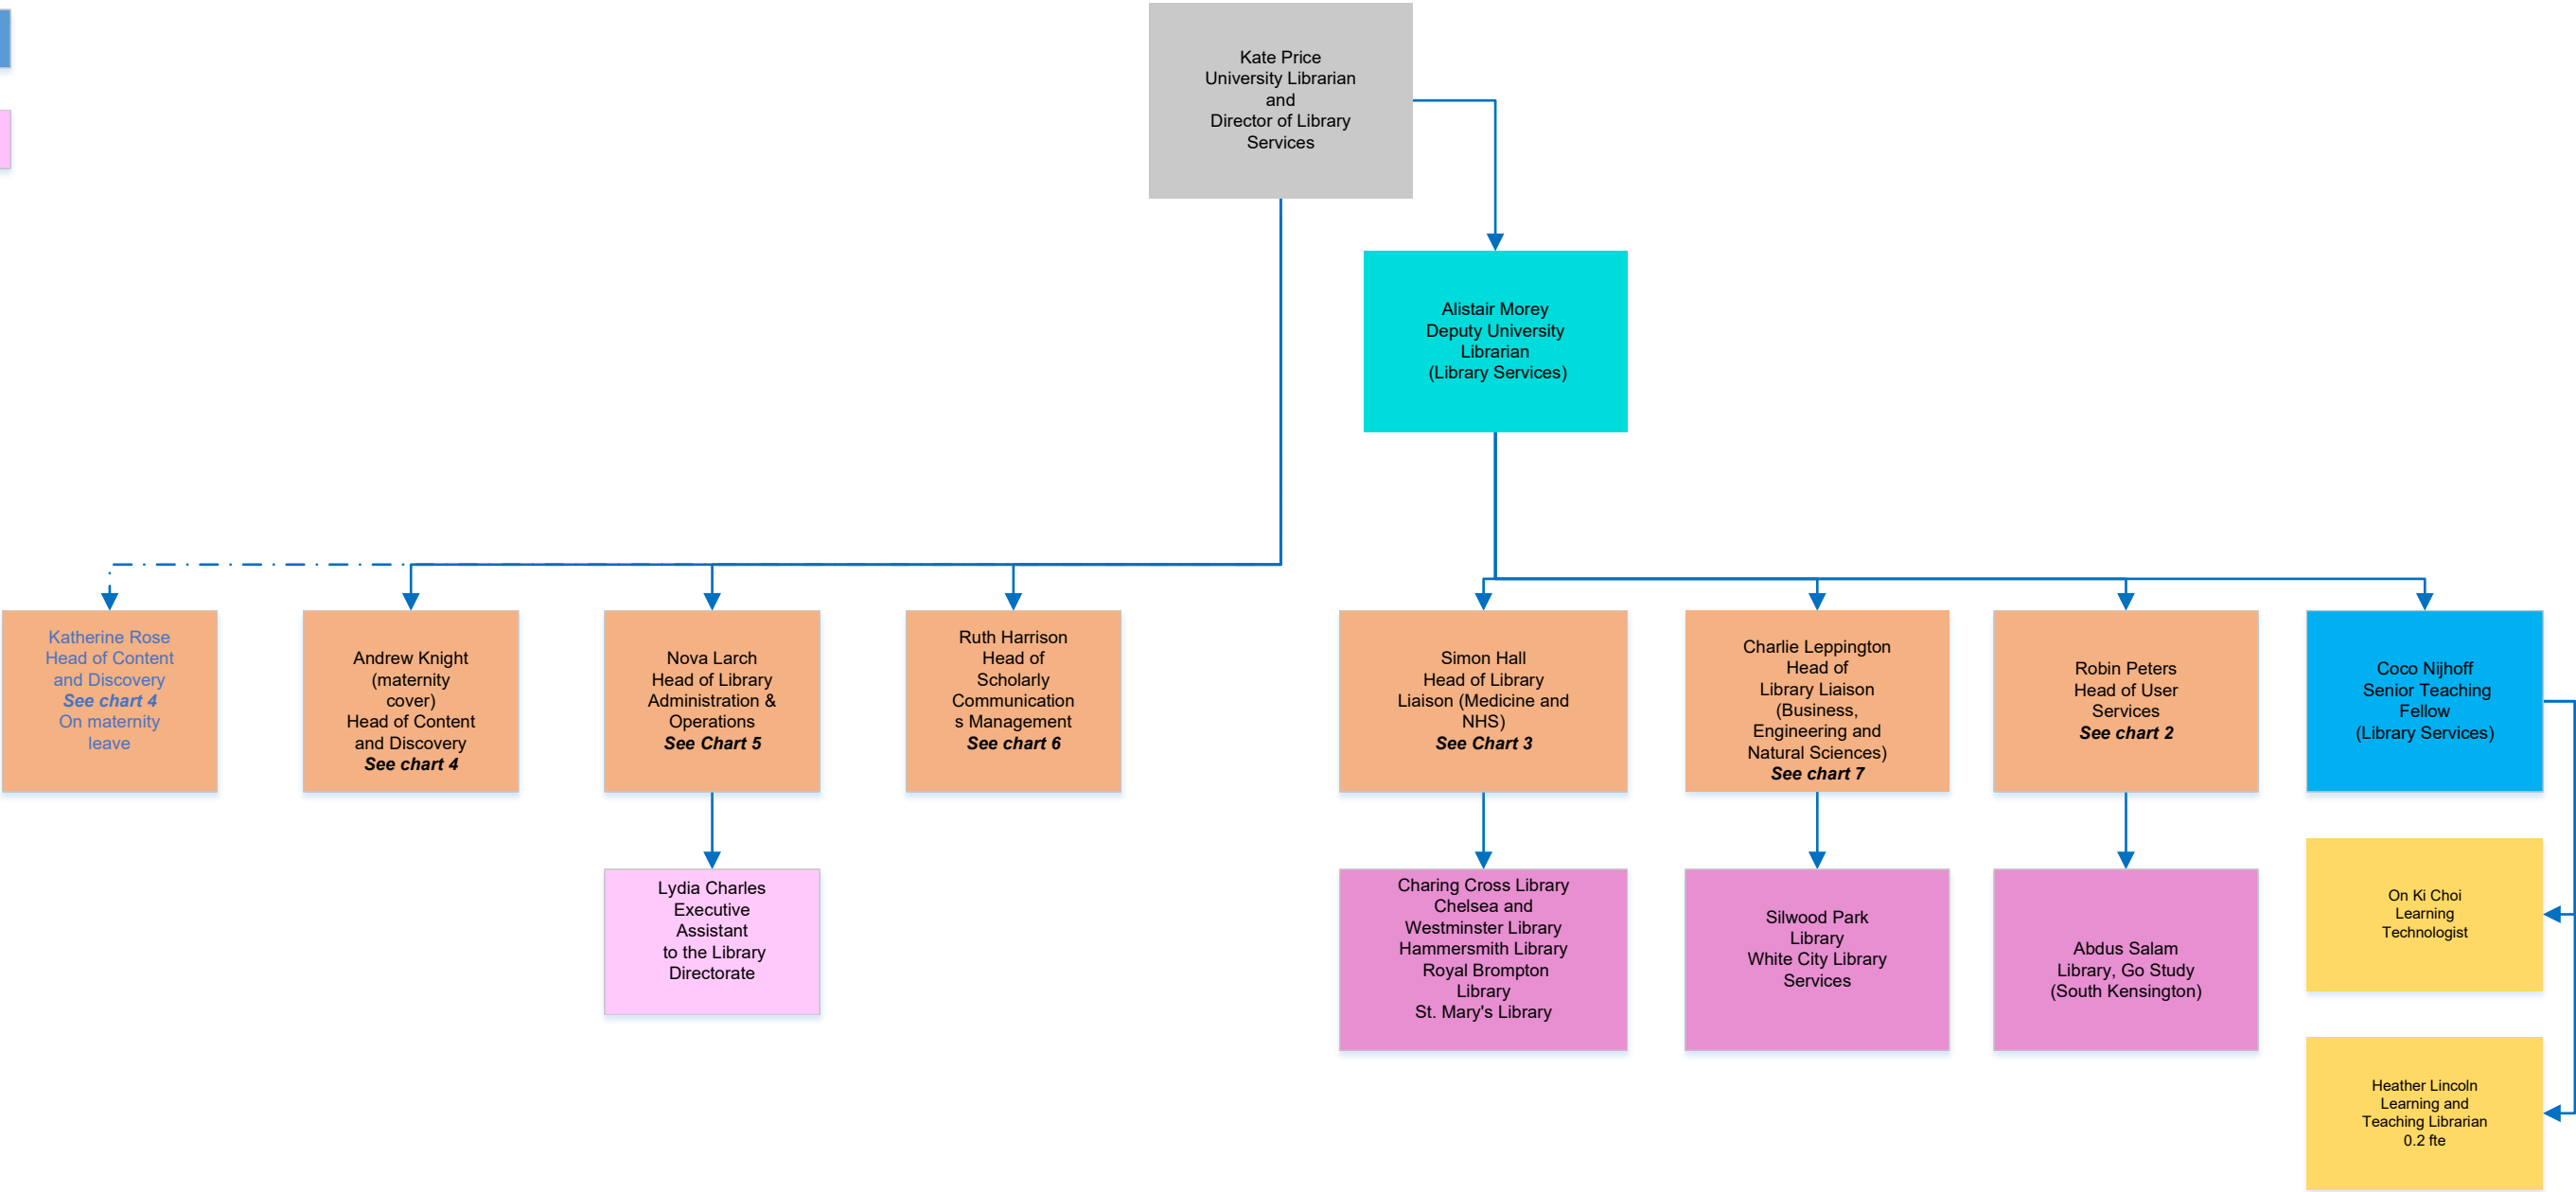 Kate Price
University Librarian
and
Director of Library
Services
Alistair Morey
Deputy University
Librarian
(Library Services)
Katherine Rose
Head of Content
and Discovery
See chart 4
On maternity
leave
Andrew Knight
(maternity
cover)
Head of Content
and Discovery
See chart 4
Nova Larch
Head of Library
Administration &
Operations
See Chart 5
Ruth Harrison
Head of
Scholarly
Communication
s Management
See chart 6
Simon Hall
Head of Library
Liaison (Medicine and
NHS)
See Chart 3
Charlie Leppington
Head of
Library Liaison
(Business,
Engineering and
Natural Sciences)
See chart 7
Robin Peters
Head of User
Services
See chart 2
Coco Nijhoff
Senior Teaching
Fellow
(Library Services)
Lydia Charles
Executive
Assistant
to the Library
Directorate
Charing Cross Library
Chelsea and
Westminster Library
Hammersmith Library
Royal Brompton
Library
St. Mary's Library
Silwood Park
Library
White City Library
Services
Abdus Salam
Library, Go Study
(South Kensington)
On Ki Choi
Learning
Technologist
Heather Lincoln
Learning and
Teaching Librarian
0.2 fte